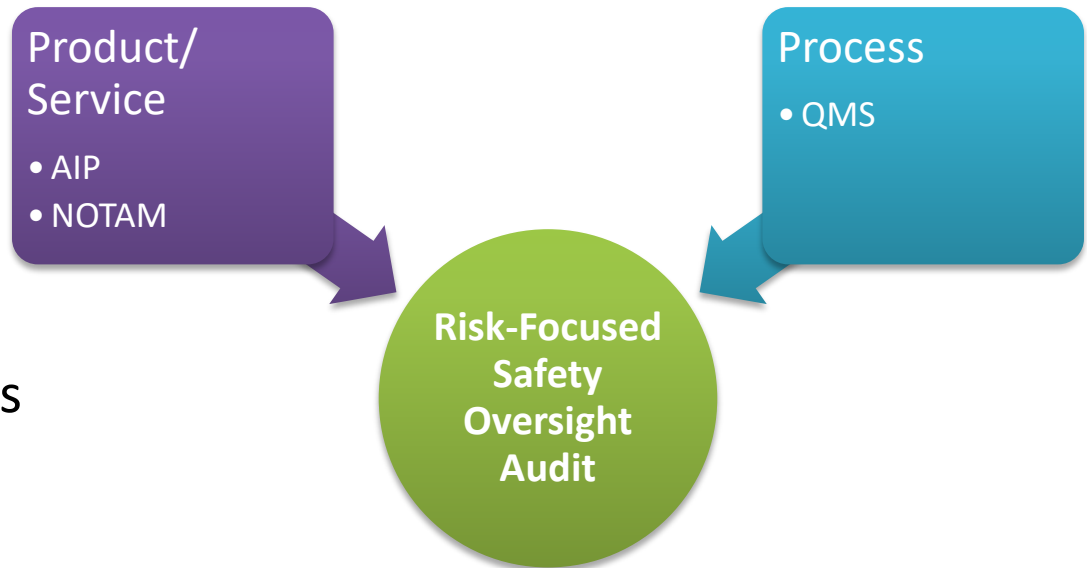 Product/
Service
• AIP
• NOTAM
Process
• QMS
Risk-Focused
Safety
Oversight
Audit
s